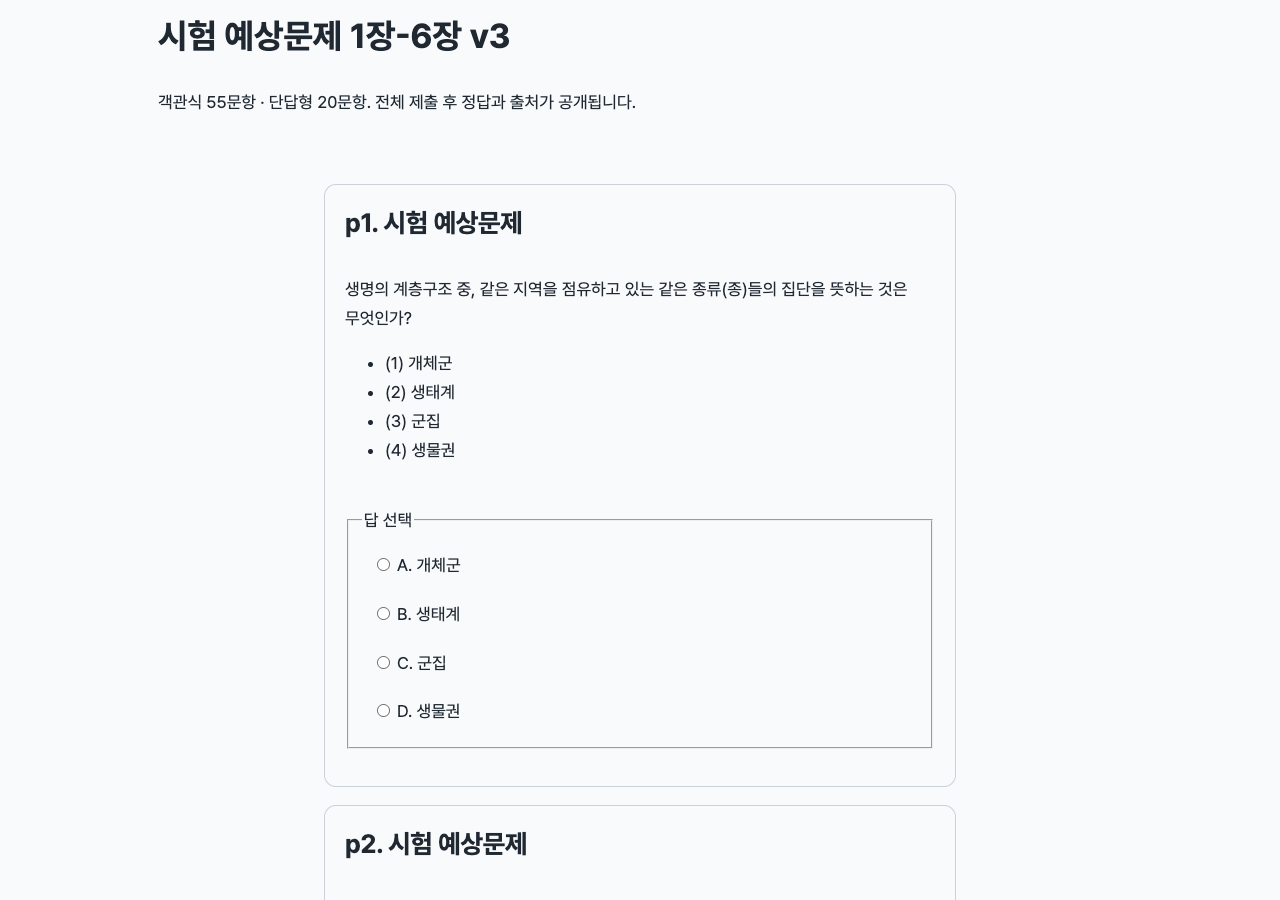 시험 예상문제 1장-6장 v3
객관식 55문항 · 단답형 20문항. 전체 제출 후 정답과 출처가 공개됩니다.
p1. 시험 예상문제
생명의 계층구조 중, 같은 지역을 점유하고 있는 같은 종류(종)들의 집단을 뜻하는 것은
무엇인가?
• (1) 개체군
• (2) 생태계
• (3) 군집
• (4) 생물권
답 선택
A. 개체군
B. 생태계
C. 군집
D. 생물권
p2. 시험 예상문제